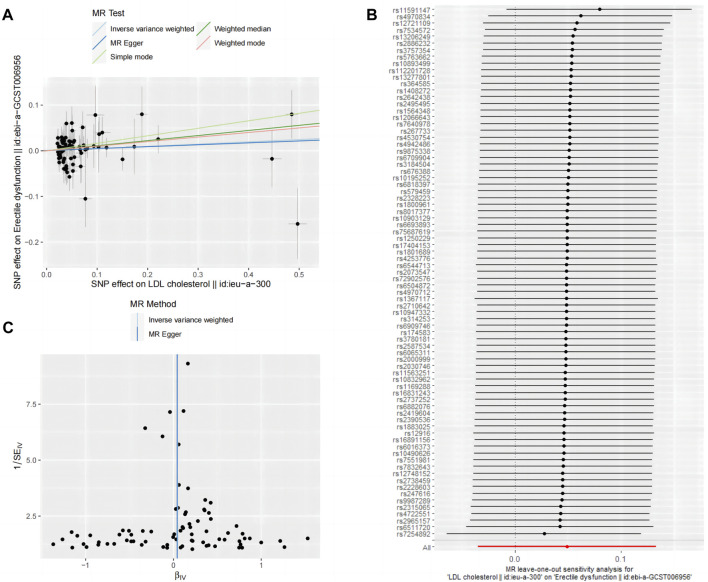 A
MR Test
Inverse variance weighted
Weighted median
MR Egger
Weighted mode
Simple mode
SNP effect on Erectile dysfunction || id:ebi−a−GCST006956
0.1
0.0
−0.1
−0.2
0.0
0.1
0.2
0.3
0.4
0.5
SNP effect on LDL cholesterol || id:ieu−a−300
C
MR Method
Inverse variance weighted
MR Egger
1/SEIV
7.5
5.0
2.5
−1
0
1
βIV
B
rs11591147
rs4970834
rs12721109
rs7534572
rs13206249
rs2886232
rs3757354
rs5763662
rs10893499
rs112201728
rs13277801
rs364585
rs1408272
rs2642438
rs2495495
rs1564348
rs12066643
rs7640978
rs267733
rs4530754
rs4942486
rs9875338
rs6709904
rs3184504
rs676388
rs10195252
rs6818397
rs579459
rs2328223
rs1800961
rs8017377
rs10903129
rs6693893
rs75687619
rs1250229
rs17404153
rs1801689
rs4253776
rs6544713
rs2073547
rs72902576
rs6504872
rs4970712
rs1367117
rs2710642
rs10947332
rs314253
rs6909746
rs174583
rs3780181
rs2587534
rs6065311
rs2000999
rs2030746
rs11563251
rs10832962
rs1169288
rs16831243
rs2737252
rs6882076
rs2419604
rs2390536
rs1883025
rs12916
rs16891156
rs6016373
rs10490626
rs7551981
rs7832643
rs12748152
rs2738459
rs2228603
rs247616
rs9987289
rs2315065
rs4722551
rs2965157
rs6511720
rs7254892
All
0.0
0.1
MR leave−one−out sensitivity analysis for
'LDL cholesterol || id:ieu−a−300' on 'Erectile dysfunction || id:ebi−a−GCST006956'